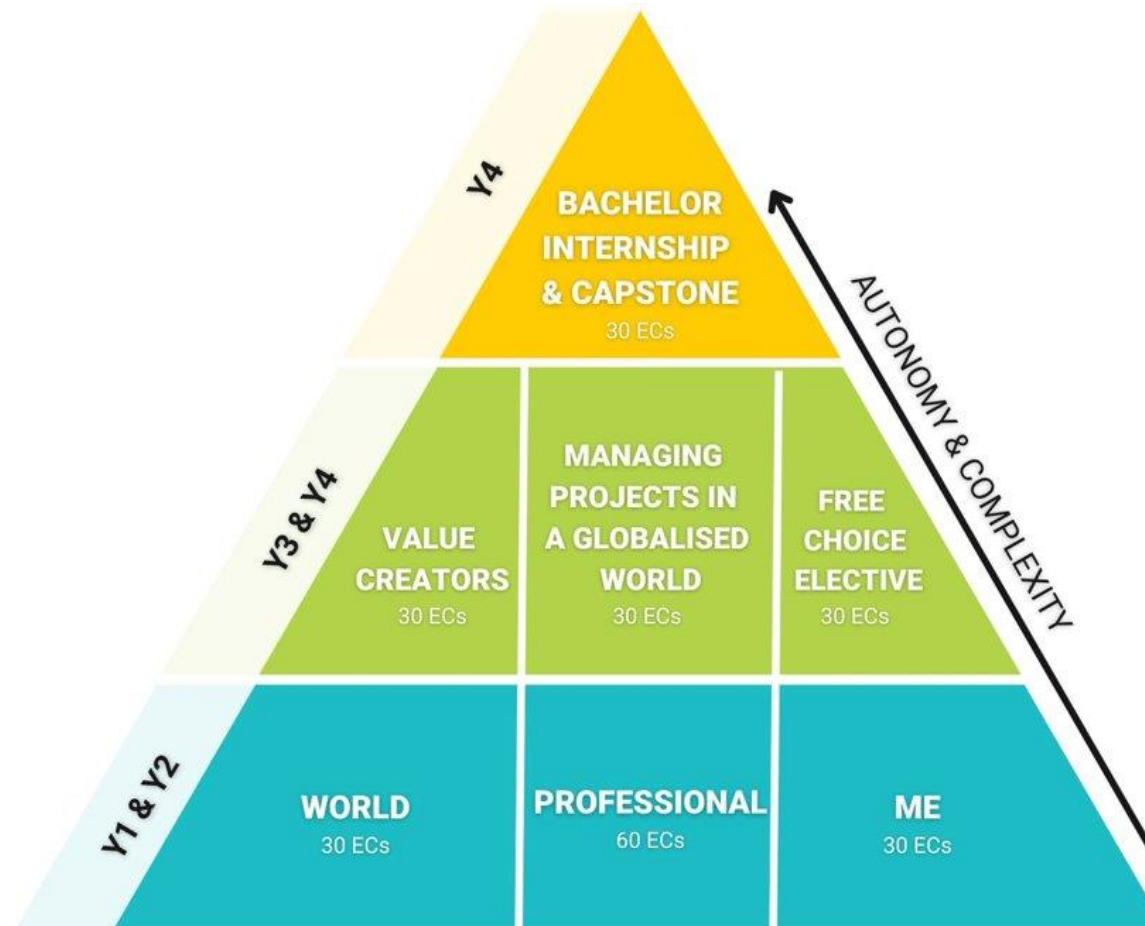 Y4
BACHELOR
INTERNSHIP
& CAPSTONE
30 ECs
AUTONOMY & COMPLEXITY
Y3 & Y4
VALUE
CREATORS
30 ECs
MANAGING
PROJECTS IN
A GLOBALISED
WORLD
30 ECs
FREE
CHOICE
ELECTIVE
30 ECs
Y1 & Y2
WORLD
30 ECs
PROFESSIONAL
60 ECs
ME
30 ECs